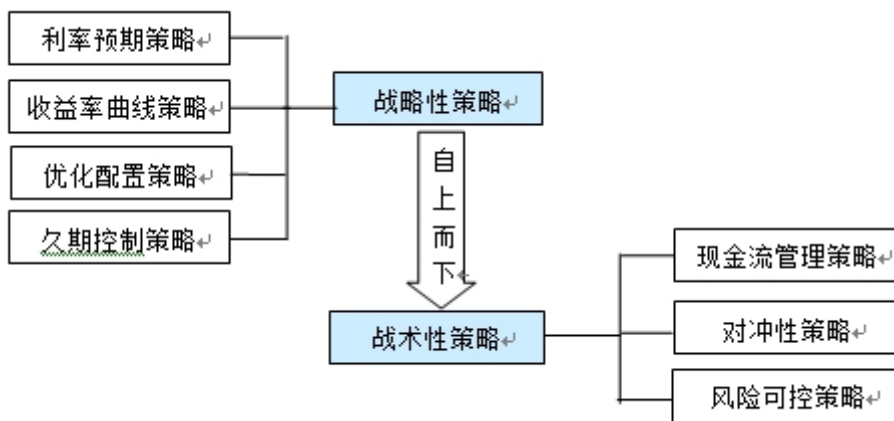 利率预期策略
收益率曲线策略
优化配置策略
久期控制策略
战略性策略
自
上
而
下
战术性策略
现金流管理策略
对冲性策略
风险可控策略